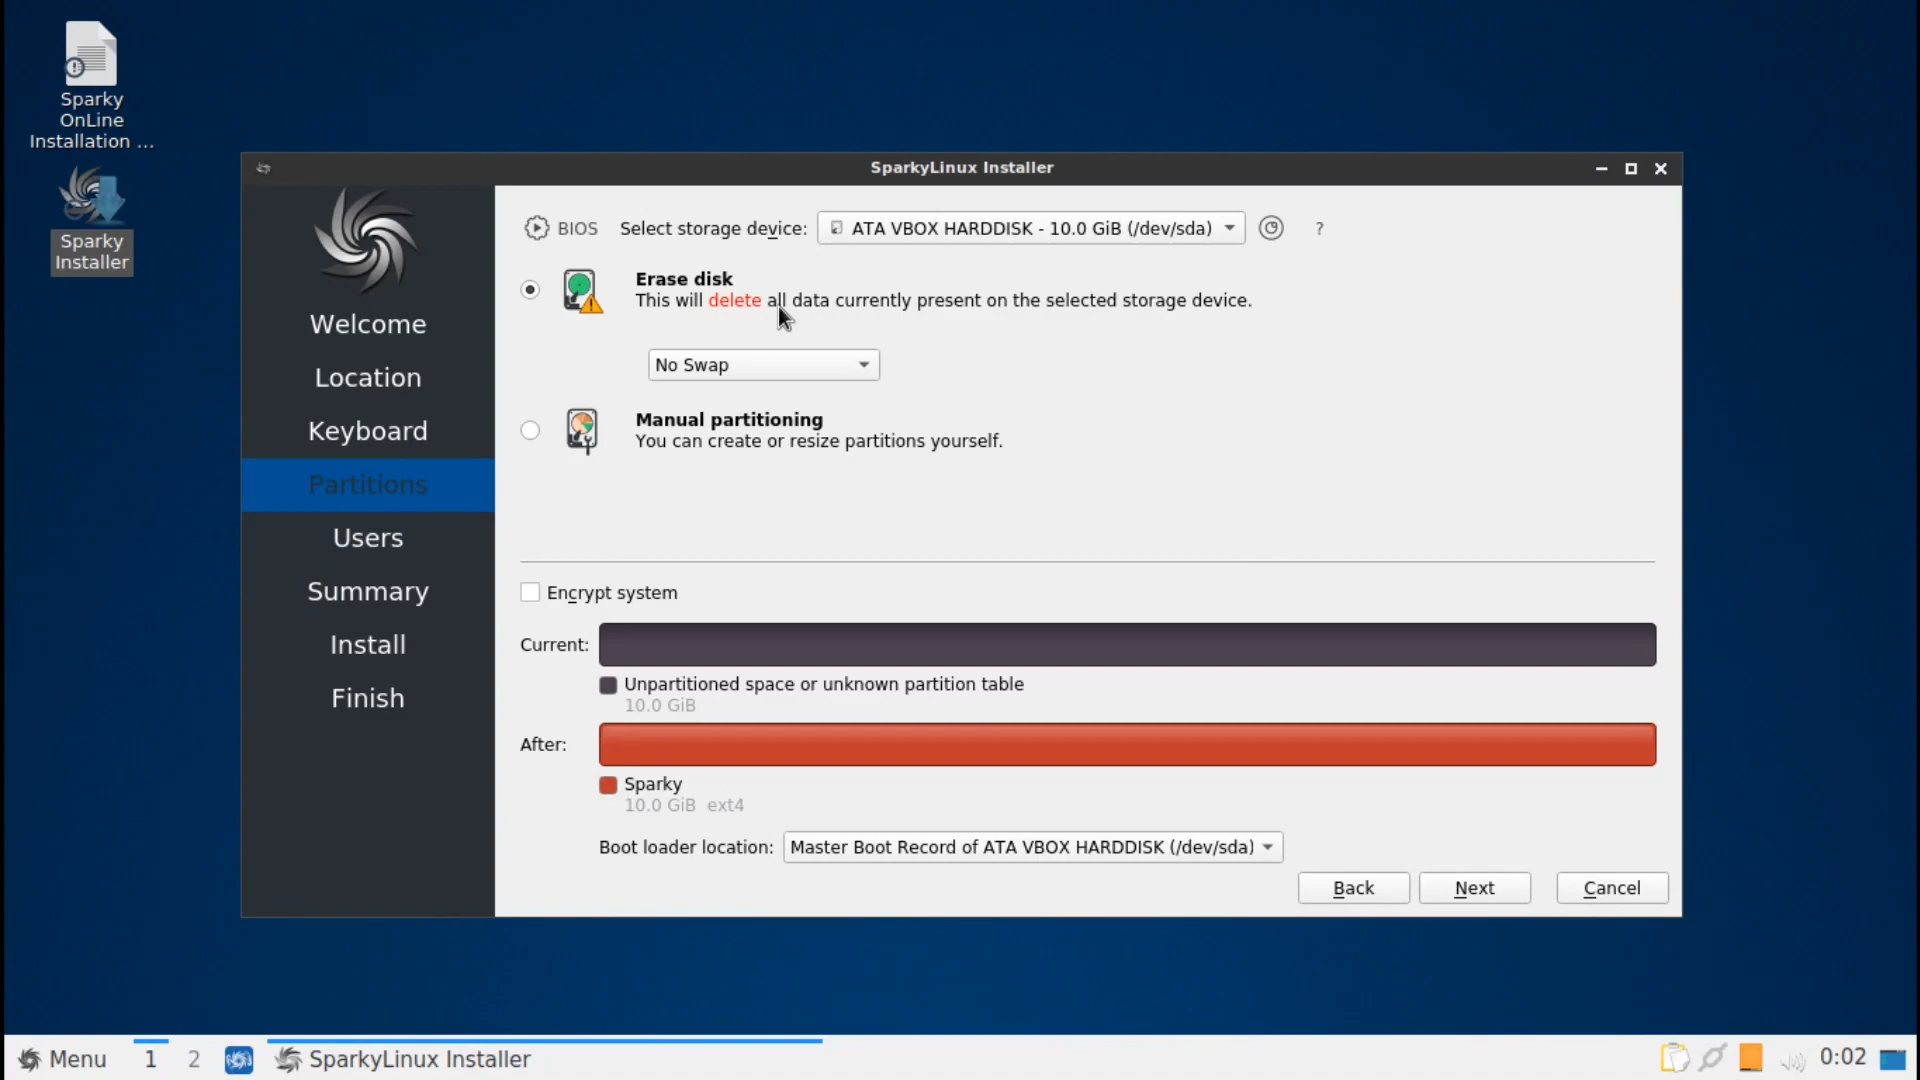 Sparky
OnLine
Installation ...
Sparky
Installer
SparkyLinux Installer
Welcome
Location
Keyboard
Partitions
Users
Summary
Install
Finish
BIOS Select storage device: ATA VBOX HARDDISK - 10.0 GiB (/dev/sda) ?
Erase disk
This will delete all data currently present on the selected storage device.
No Swap
Manual partitioning
You can create or resize partitions yourself.
Encrypt system
Current:
Unpartitioned space or unknown partition table
10.0 GiB
After:
Sparky
10.0 GiB ext4
Boot loader location: Master Boot Record of ATA VBOX HARDDISK (/dev/sda)
Back Next Cancel
Menu 1 2 SparkyLinux Installer 0:02